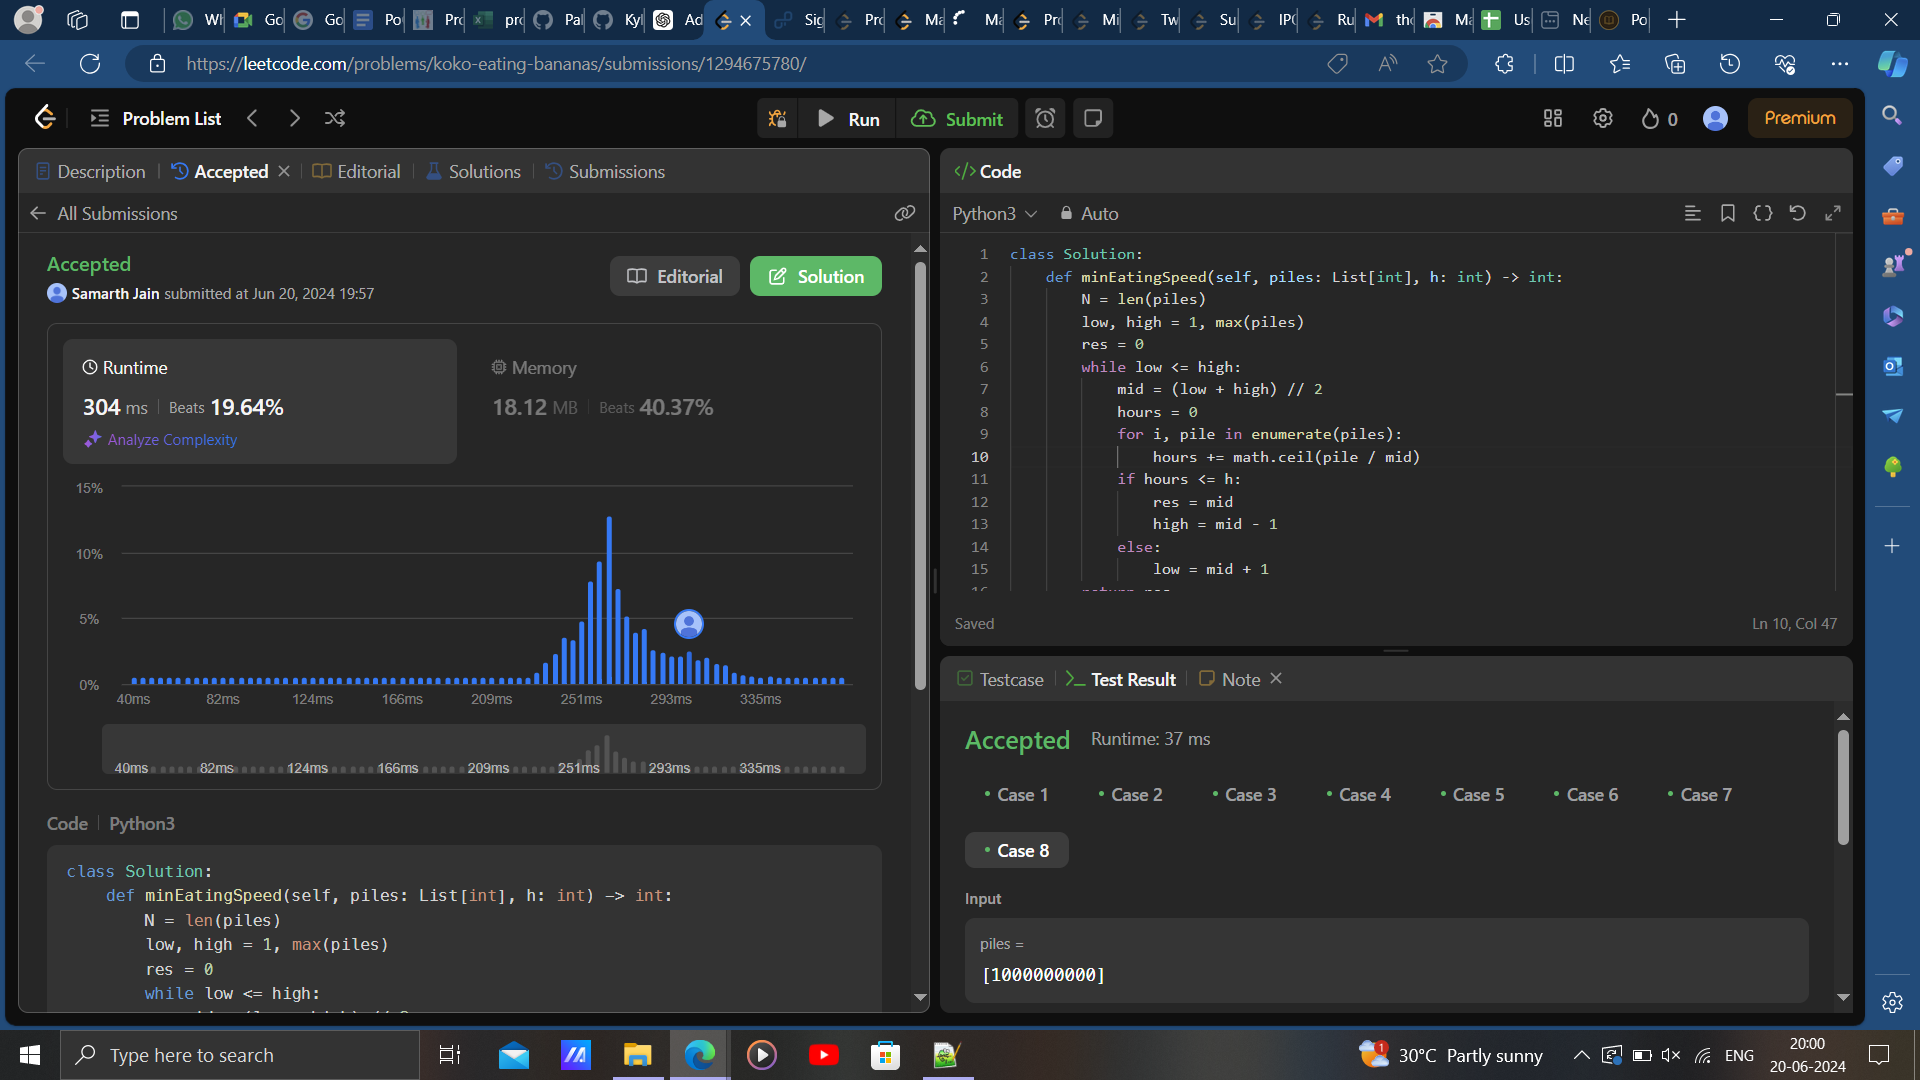 Wh
Go
Go
Po
Pro
pro
Pal
Kyl
Ad
Sig
Pro
Ma
Ma
Pro
Mi
Tw
Su
IPO
Ru
tho
Ma
Us
Ne
Po
https://leetcode.com/problems/koko-eating-bananas/submissions/1294675780/
Problem List
Run
Submit
0
Premium
Description
Accepted
Editorial
Solutions
Submissions
All Submissions
Accepted
Samarth Jain submitted at Jun 20, 2024 19:57
Editorial
Solution
Runtime
304 ms
Beats 19.64%
Analyze Complexity
Memory
18.12 MB
Beats 40.37%
15%
10%
5%
0%
40ms 82ms 124ms 166ms 209ms 251ms 293ms 335ms
40ms 82ms 124ms 166ms 209ms 251ms 293ms 335ms
Code | Python3
class Solution:
def minEatingSpeed(self, piles: List[int], h: int) -> int:
N = len(piles)
low, high = 1, max(piles)
res = 0
while low <= high:
</> Code
Python3
Auto
1 class Solution:
2 def minEatingSpeed(self, piles: List[int], h: int) -> int:
3 N = len(piles)
4 low, high = 1, max(piles)
5 res = 0
6 while low <= high:
7 mid = (low + high) // 2
8 hours = 0
9 for i, pile in enumerate(piles):
10 hours += math.ceil(pile / mid)
11 if hours <= h:
12 res = mid
13 high = mid - 1
14 else:
15 low = mid + 1
16 return res
Saved
Ln 10, Col 47
Testcase
Test Result
Note
Accepted
Runtime: 37 ms
Case 1
Case 2
Case 3
Case 4
Case 5
Case 6
Case 7
Case 8
Input
piles =
[1000000000]
Type here to search
1
30°C Partly sunny
ENG
20:00
20-06-2024